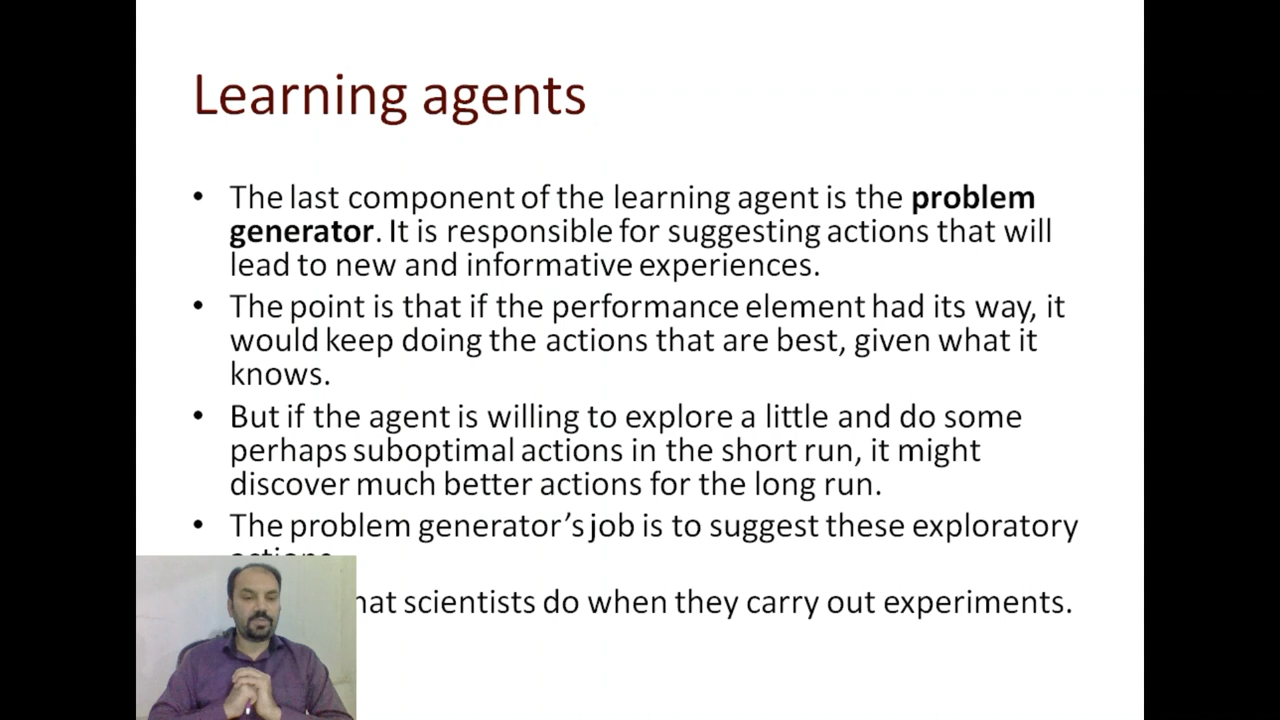 Learning agents
• The last component of the learning agent is the problem
generator. It is responsible for suggesting actions that will
lead to new and informative experiences.
• The point is that if the performance element had its way, it
would keep doing the actions that are best, given what it
knows.
• But if the agent is willing to explore a little and do some
perhaps suboptimal actions in the short run, it might
discover much better actions for the long run.
• The problem generator’s job is to suggest these exploratory
actions
scientists do when they carry out experiments.